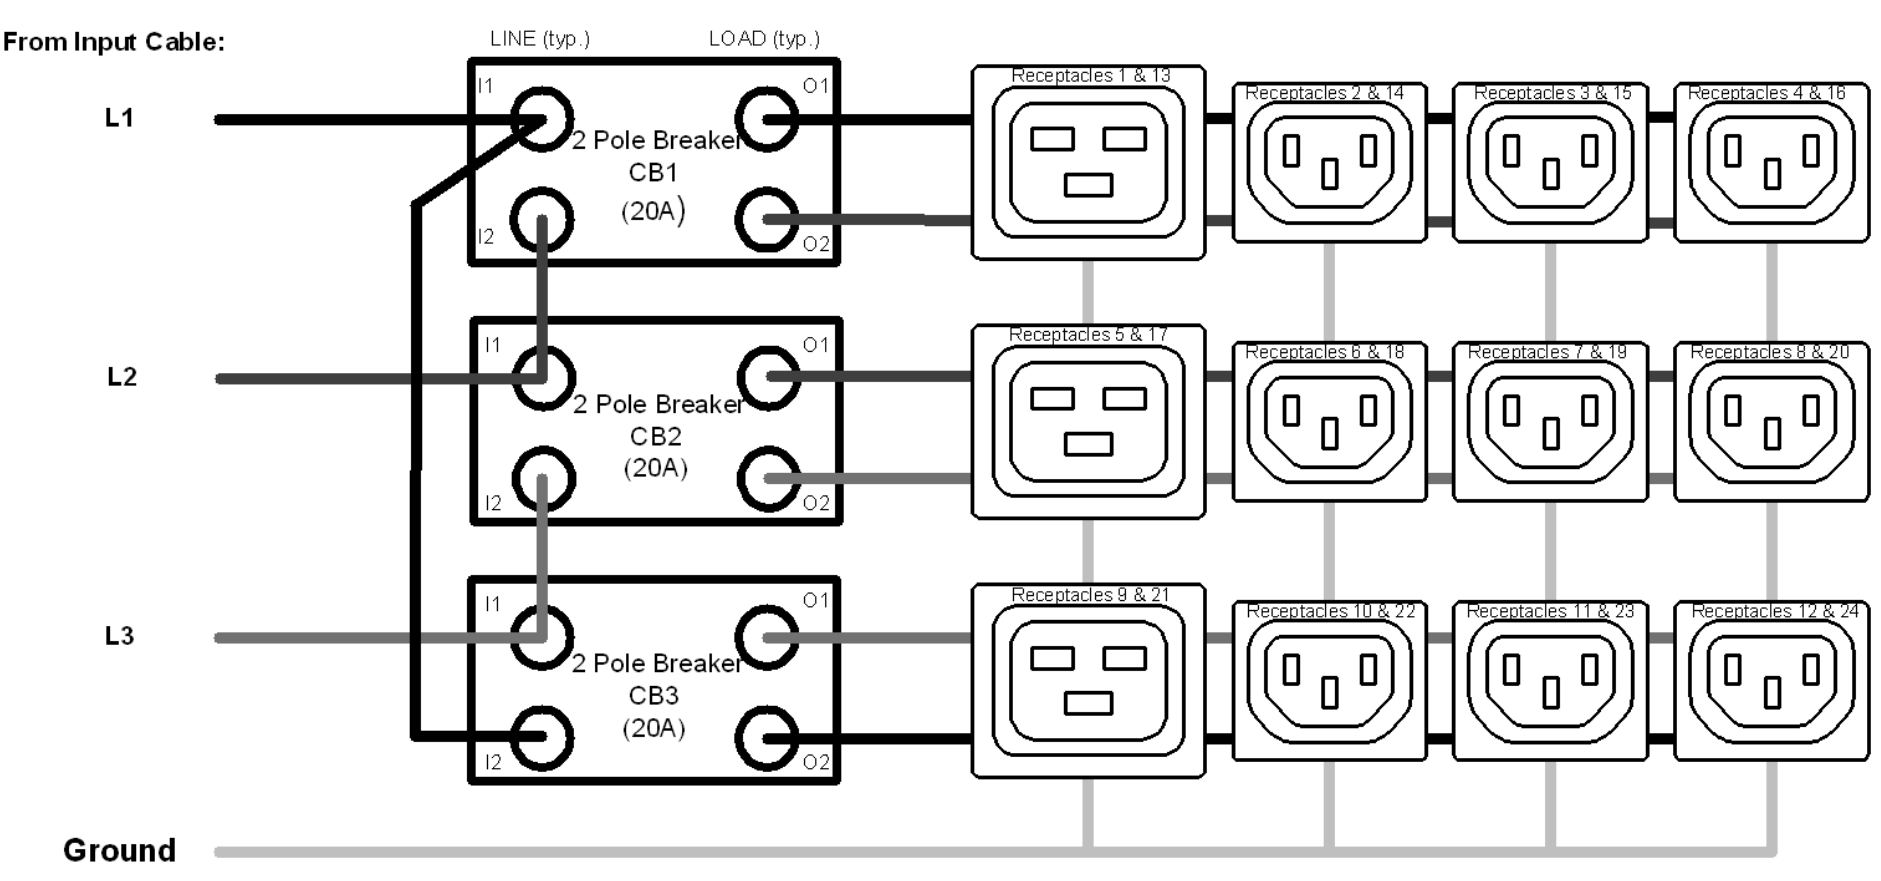 From Input Cable:
LINE (typ.)
LOAD (typ.)
L1
I1
O1
2 Pole Breaker
CB1
(20A)
I2
O2
Receptacles 1 & 13
Receptacles 2 & 14
Receptacles 3 & 15
Receptacles 4 & 16
L2
I1
O1
2 Pole Breaker
CB2
(20A)
I2
O2
Receptacles 5 & 17
Receptacles 6 & 18
Receptacles 7 & 19
Receptacles 8 & 20
L3
I1
O1
2 Pole Breaker
CB3
(20A)
I2
O2
Receptacles 9 & 21
Receptacles 10 & 22
Receptacles 11 & 23
Receptacles 12 & 24
Ground